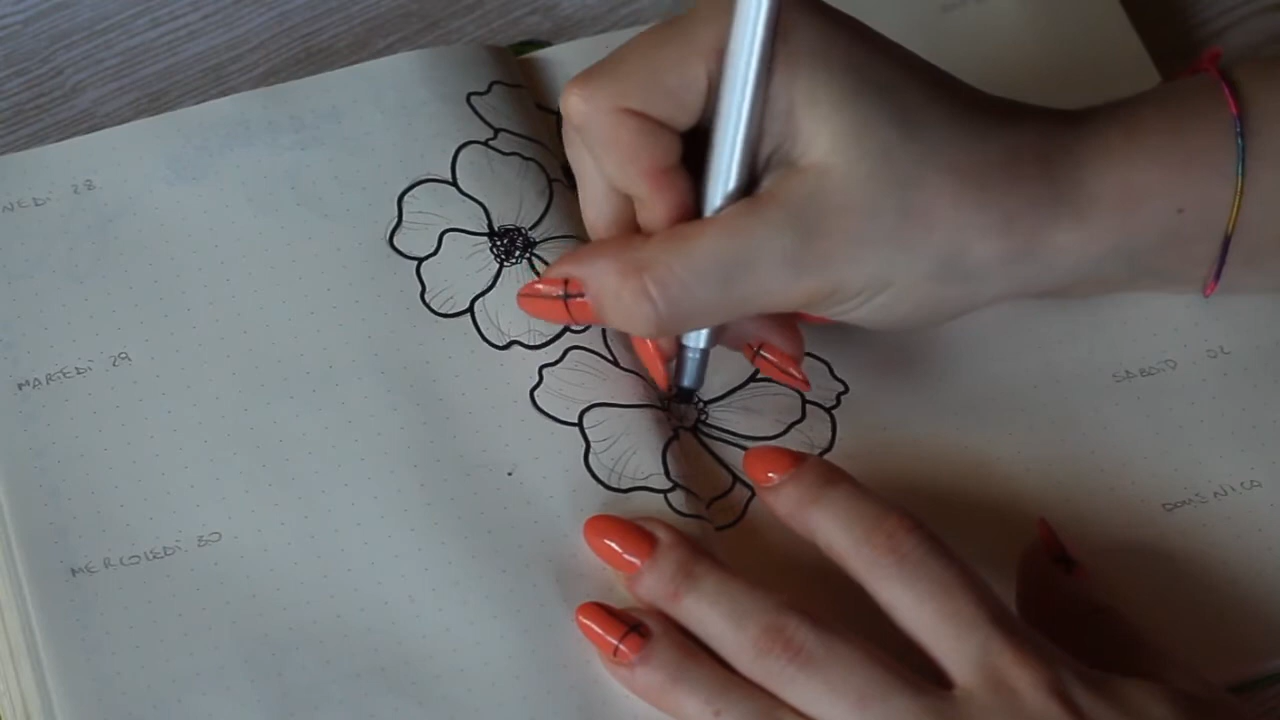 NEDÌ 28
MARTEDÌ 29
MERCOLEDÌ 30
SABATO 02
DOMENICA